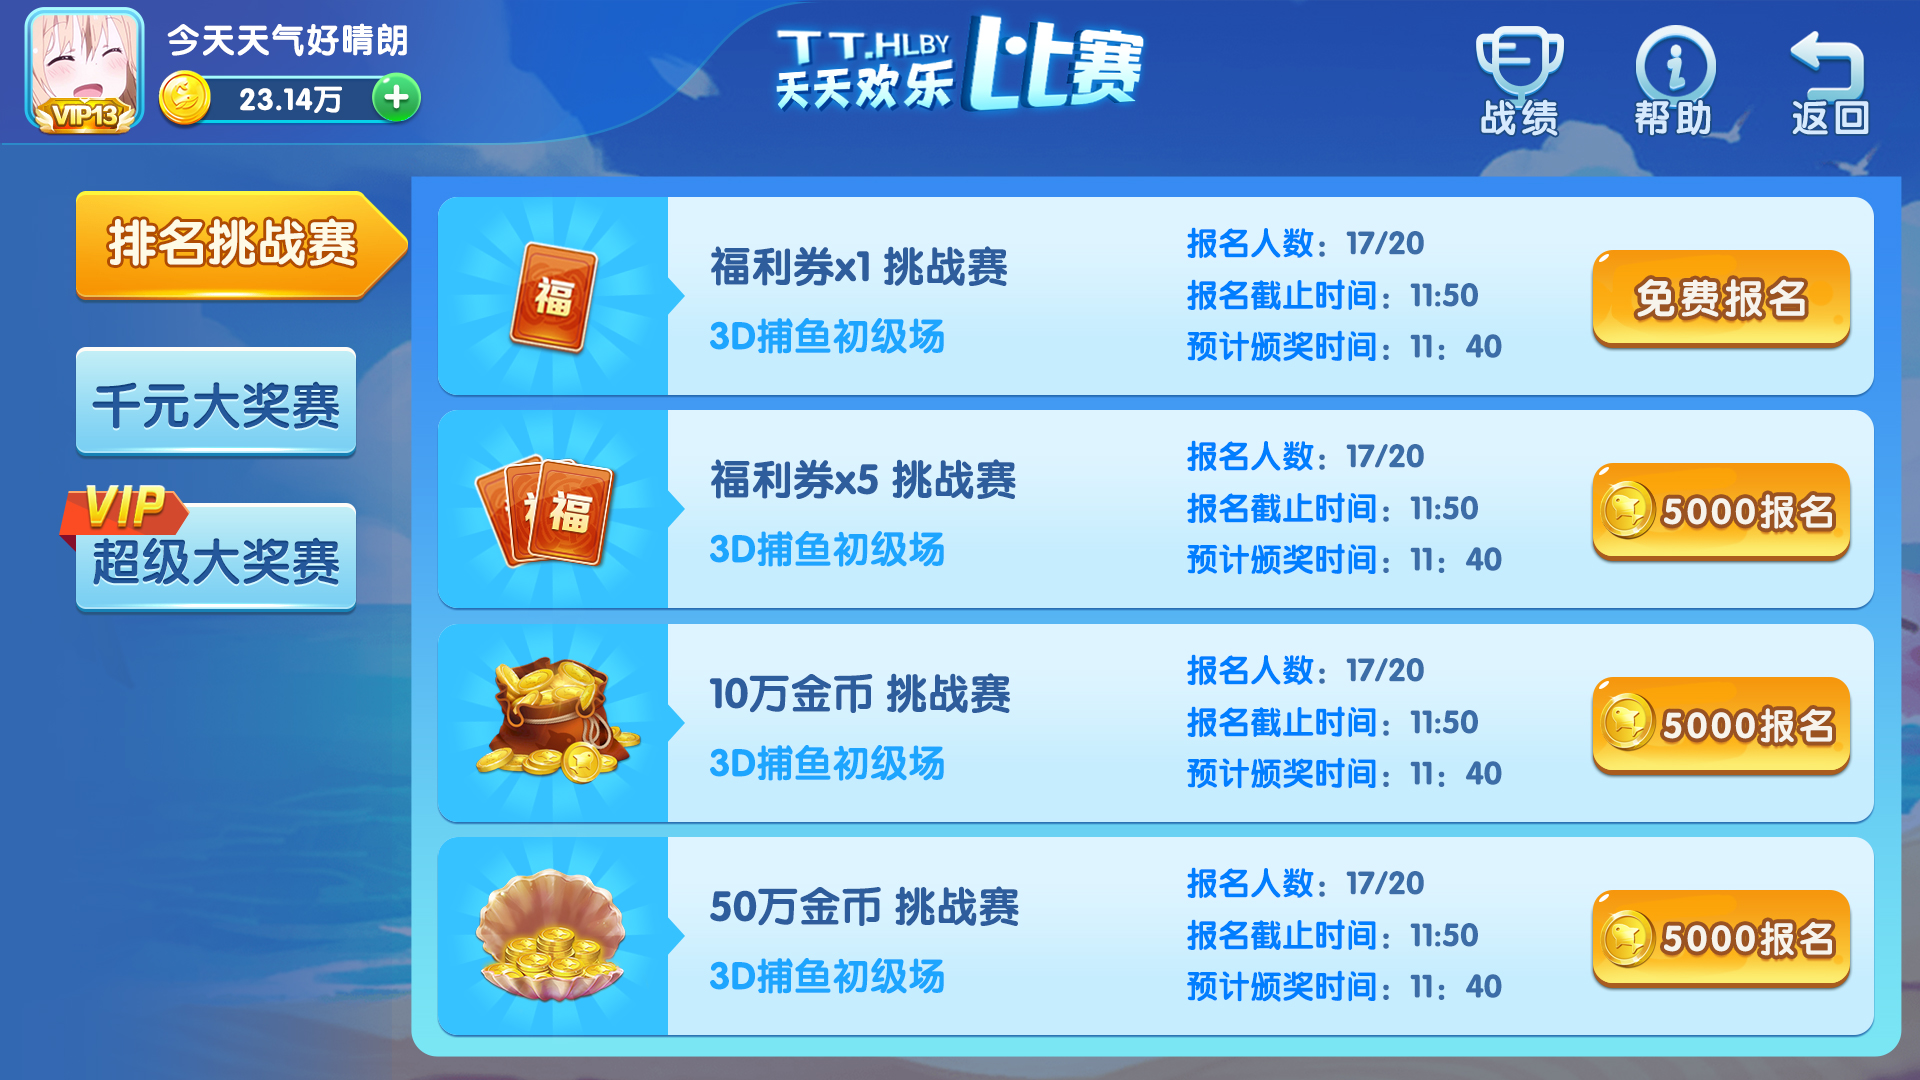 今天天气好晴朗
VIP13
23.14万
TT.HLBY
天天欢乐
比赛
战绩
帮助
返回
排名挑战赛
千元大奖赛
VIP
超级大奖赛
福
福利券x1 挑战赛
3D捕鱼初级场
报名人数：17/20
报名截止时间：11:50
预计颁奖时间：11：40
免费报名
福
福利券x5 挑战赛
3D捕鱼初级场
报名人数：17/20
报名截止时间：11:50
预计颁奖时间：11：40
5000报名
10万金币 挑战赛
3D捕鱼初级场
报名人数：17/20
报名截止时间：11:50
预计颁奖时间：11：40
5000报名
50万金币 挑战赛
3D捕鱼初级场
报名人数：17/20
报名截止时间：11:50
预计颁奖时间：11：40
5000报名